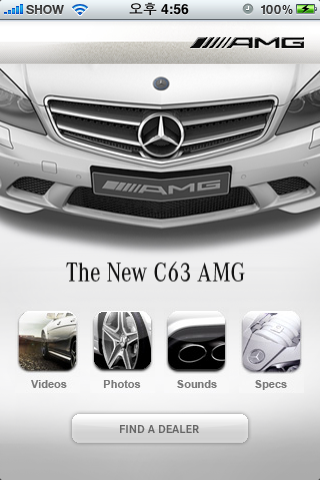 SHOW 오후 4:56 100%
AMG
AMG
The New C63 AMG
Videos Photos Sounds Specs
FIND A DEALER